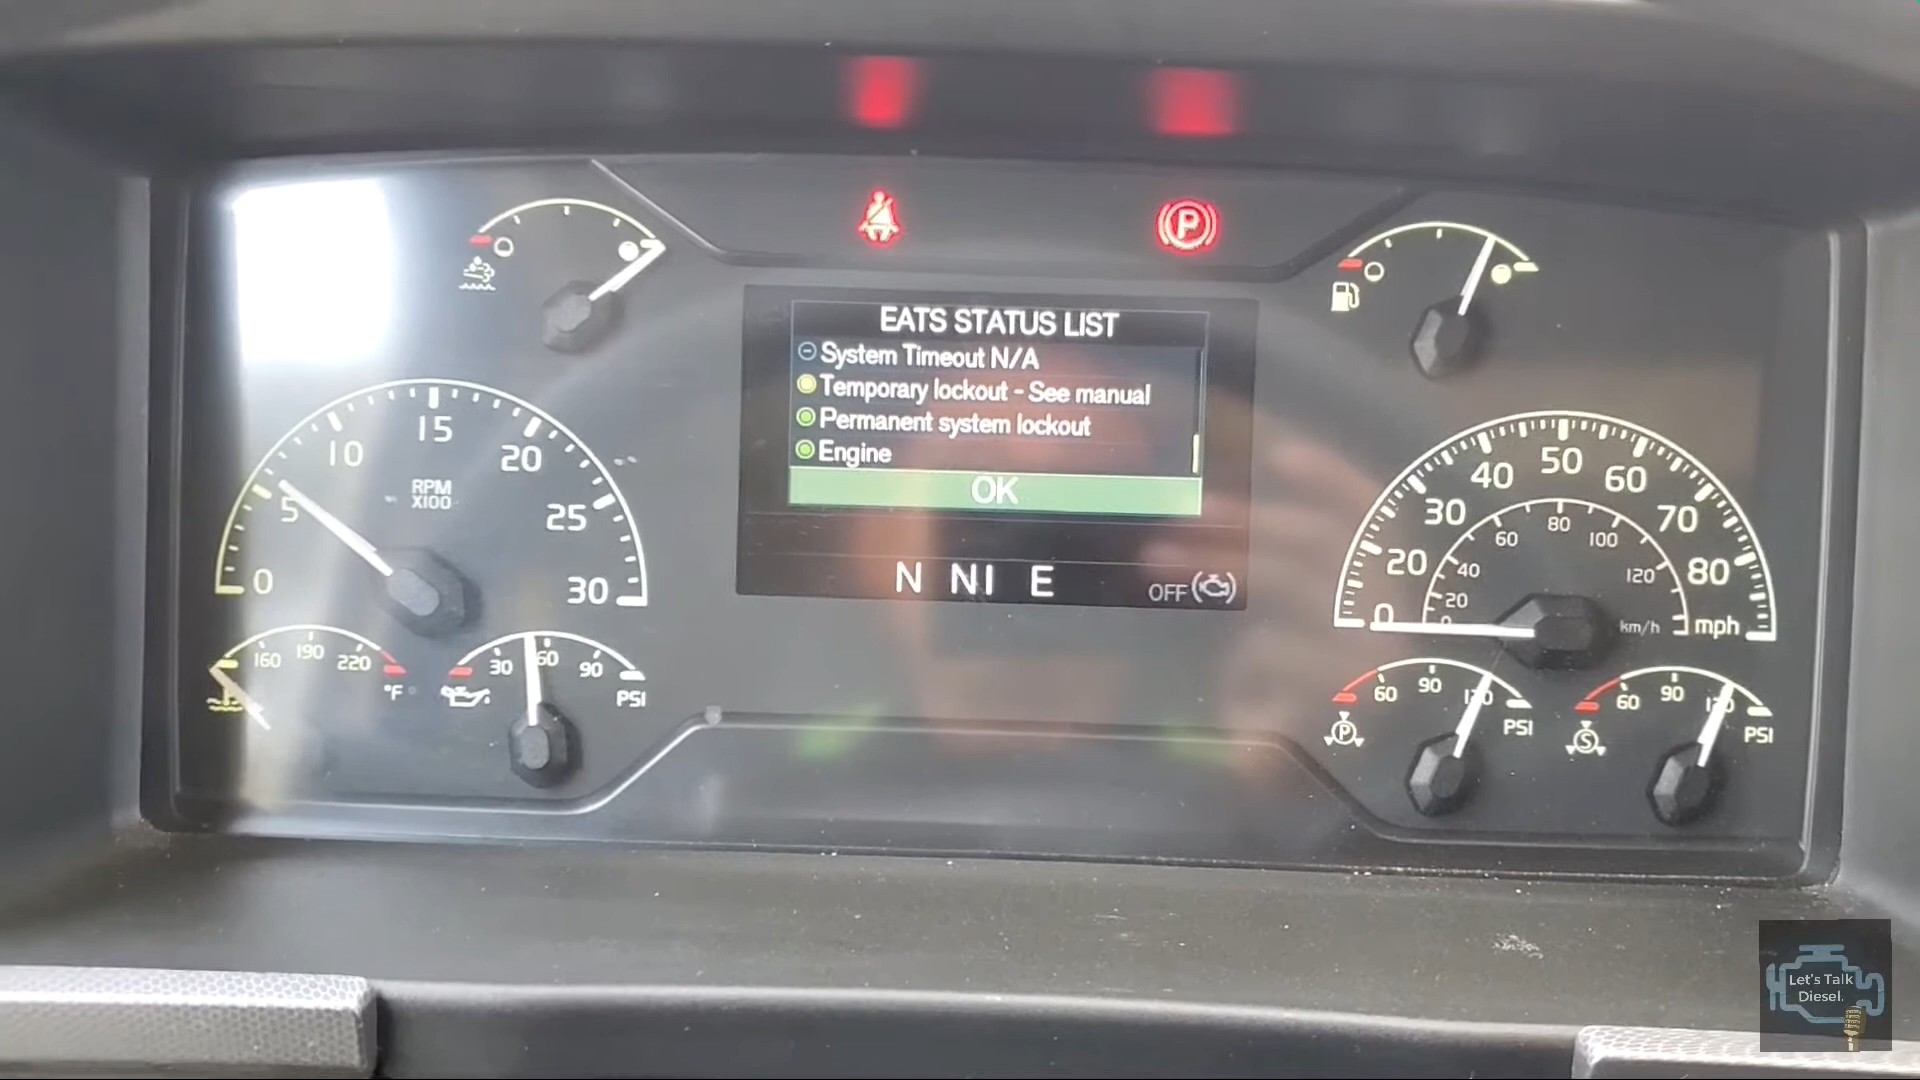 EATS STATUS LIST
System Timeout N/A
Temporary lockout - See manual
Permanent system lockout
Engine
OK
N NI E
OFF
0 5 10 15 20 25 30
RPM
X100
160 190 220
°F
30 60 90
PSI
0 20 30 40 50 60 70 80
mph
0 20 40 60 80 100 120
km/h
P
60 90 120
PSI
P
60 90 120
PSI
S
Let's Talk
Diesel.